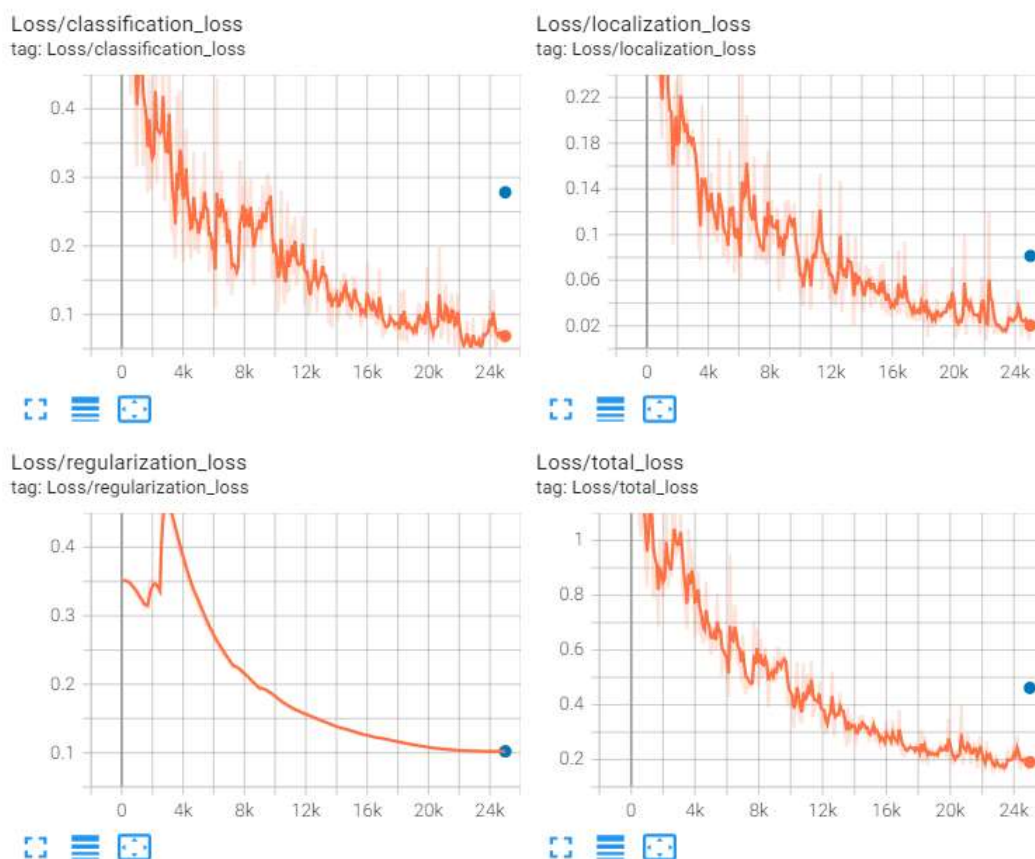 Loss/classification_loss
tag: Loss/classification_loss
0.4
0.3
0.2
0.1
0 4k 8k 12k 16k 20k 24k
Loss/localization_loss
tag: Loss/localization_loss
0.22
0.18
0.14
0.1
0.06
0.02
0 4k 8k 12k 16k 20k 24k
Loss/regularization_loss
tag: Loss/regularization_loss
0.4
0.3
0.2
0.1
0 4k 8k 12k 16k 20k 24k
Loss/total_loss
tag: Loss/total_loss
1
0.8
0.6
0.4
0.2
0 4k 8k 12k 16k 20k 24k